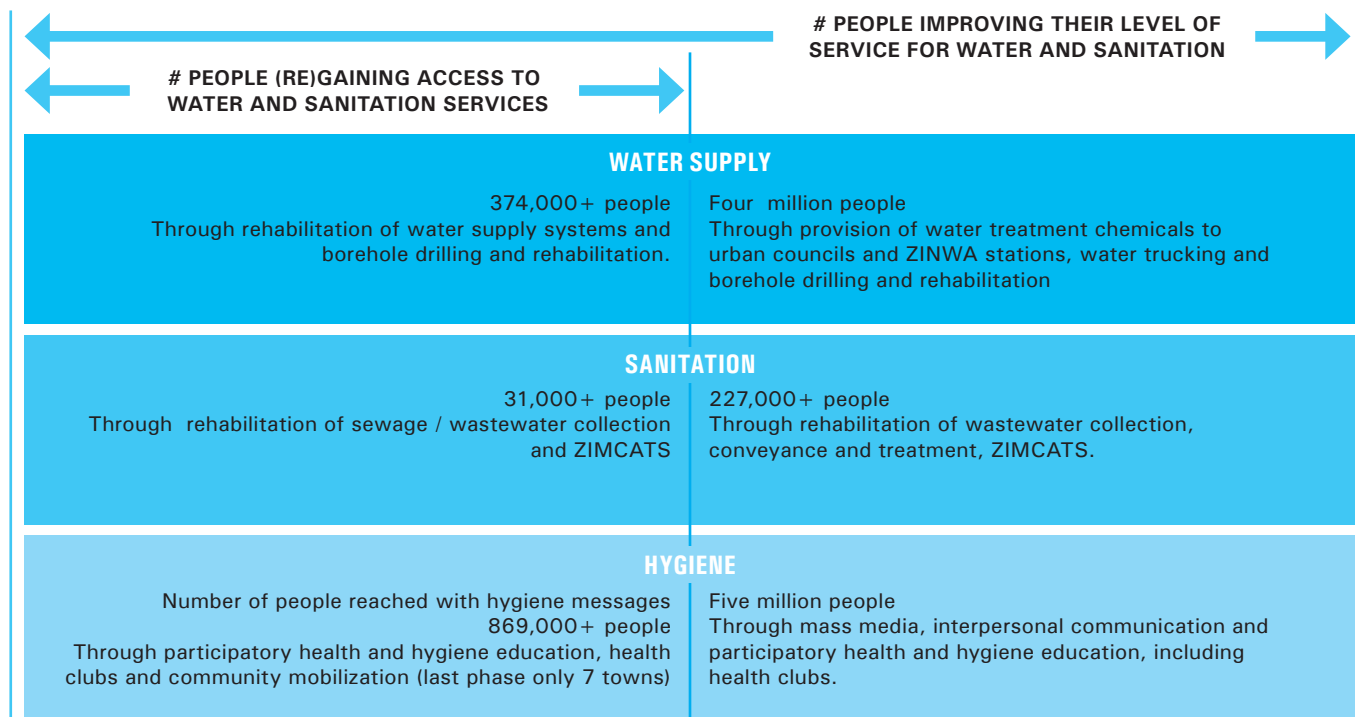 # PEOPLE IMPROVING THEIR LEVEL OF
SERVICE FOR WATER AND SANITATION
# PEOPLE (RE)GAINING ACCESS TO
WATER AND SANITATION SERVICES
WATER SUPPLY
374,000+ people
Through rehabilitation of water supply systems and
borehole drilling and rehabilitation.
Four million people
Through provision of water treatment chemicals to
urban councils and ZINWA stations, water trucking and
borehole drilling and rehabilitation
SANITATION
31,000+ people
Through rehabilitation of sewage / wastewater collection
and ZIMCATS
227,000+ people
Through rehabilitation of wastewater collection,
conveyance and treatment, ZIMCATS.
HYGIENE
Number of people reached with hygiene messages
869,000+ people
Through participatory health and hygiene education, health
clubs and community mobilization (last phase only 7 towns)
Five million people
Through mass media, interpersonal communication and
participatory health and hygiene education, including
health clubs.